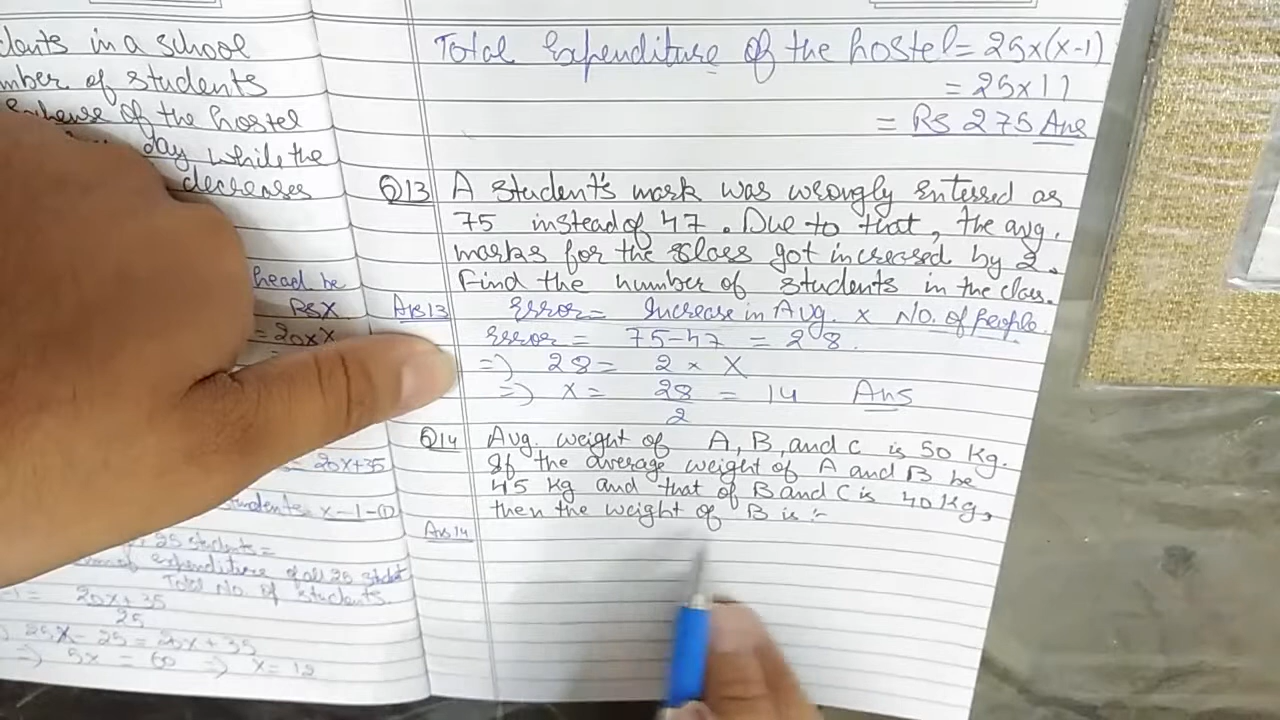 dents in a school
mber of students
of the hostel
day while the
decreases
head be
RsX
= 20xX
= 20x+35
students x-1-①
25 students =
expenditure of all 25
Total No. of students.
20x+35
25
25x-25 = 20x+35
=) 5x = 60 =) x=12
Total Expenditure of the hostel = 25x(x-1)
= 25x11
= Rs 275 Ans
Q13 A student's mark was wrongly enterred as
75 instead of 47. Due to that, the avg.
marks for the class got increased by 2.
Find the number of students in the class.
Ans13 Error = Increase in Avg. x No. of people.
Error = 75-47 = 28.
=) 28 = 2 x X
=) x = 28 = 14 Ans
2
Q14 Avg. weight of A, B, and C is 50 Kg.
If the average weight of A and B be
45 Kg and that of B and C is 40 Kg,
then the weight of B is :-
Ans14